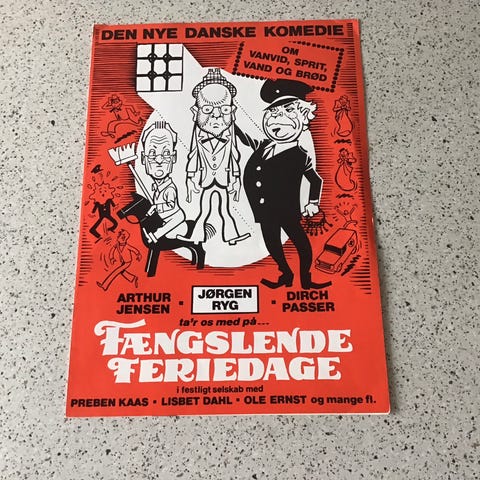 DEN NYE DANSKE KOMEDIE
OM
VANVID, SPRIT,
VAND OG BRØD
ARTHUR
JENSEN
JØRGEN
RYG
DIRCH
PASSER
ta'r os med på...
FÆNGSLENDE
FERIEDAGE
i festligt selskab med
PREBEN KAAS • LISBET DAHL • OLE ERNST og mange fl.